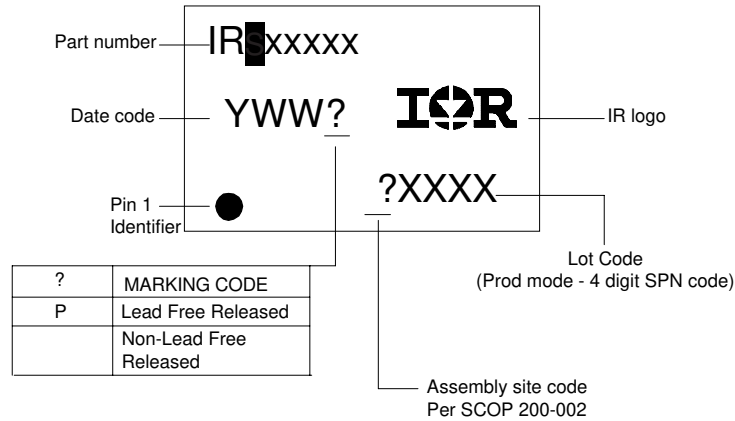 Part number
IRSxxxxx
Date code
YWW?
IOR
IR logo
?XXXX
Pin 1
Identifier
Lot Code
(Prod mode - 4 digit SPN code)
? MARKING CODE
P Lead Free Released
Non-Lead Free
Released
Assembly site code
Per SCOP 200-002